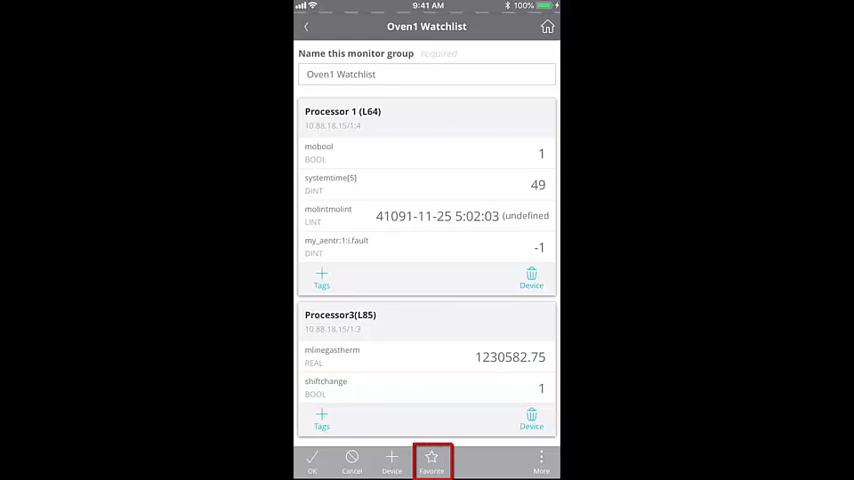 9:41 AM
100%
Oven1 Watchlist
Name this monitor group required
Oven1 Watchlist
Processor 1 (L64)
10.88.18.15/1:4
mobool
BOOL
1
systemtime[5]
DINT
49
molintmolint
LINT
41091-11-25 5:02:03 (undefined
my_aentr:1:i.fault
DINT
-1
Tags
Device
Processor3(L85)
10.88.18.15/1:3
mlinegastherm
REAL
1230582.75
shiftchange
BOOL
1
Tags
Device
OK
Cancel
Device
Favorite
More